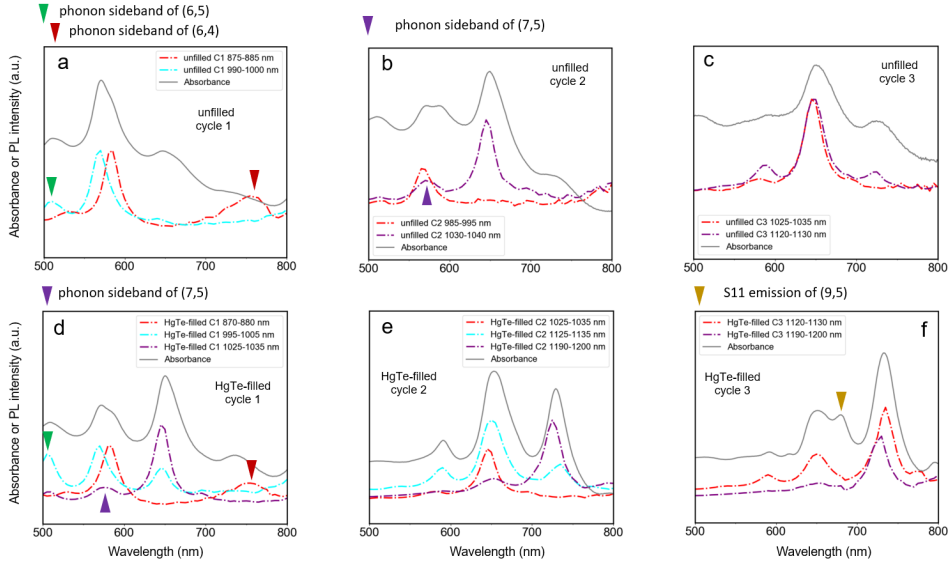 phonon sideband of (6,5)
phonon sideband of (6,4)
phonon sideband of (7,5)
Absorbance or PL intensity (a.u.)
a
unfilled C1 875-885 nm
unfilled C1 990-1000 nm
Absorbance
unfilled
cycle 1
500 600 700 800
b
unfilled
cycle 2
unfilled C2 985-995 nm
unfilled C2 1030-1040 nm
Absorbance
500 600 700 800
c
unfilled
cycle 3
unfilled C3 1025-1035 nm
unfilled C3 1120-1130 nm
Absorbance
500 600 700 800
phonon sideband of (7,5)
S11 emission of (9,5)
Absorbance or PL intensity (a.u.)
d
HgTe-filled C1 870-880 nm
HgTe-filled C1 995-1005 nm
HgTe-filled C1 1025-1035 nm
Absorbance
HgTe-filled
cycle 1
500 600 700 800
Wavelength (nm)
e
HgTe-filled C2 1025-1035 nm
HgTe-filled C2 1125-1135 nm
HgTe-filled C2 1190-1200 nm
Absorbance
HgTe-filled
cycle 2
500 600 700 800
Wavelength (nm)
HgTe-filled C3 1120-1130 nm
HgTe-filled C3 1190-1200 nm
Absorbance
f
HgTe-filled
cycle 3
500 600 700 800
Wavelength (nm)